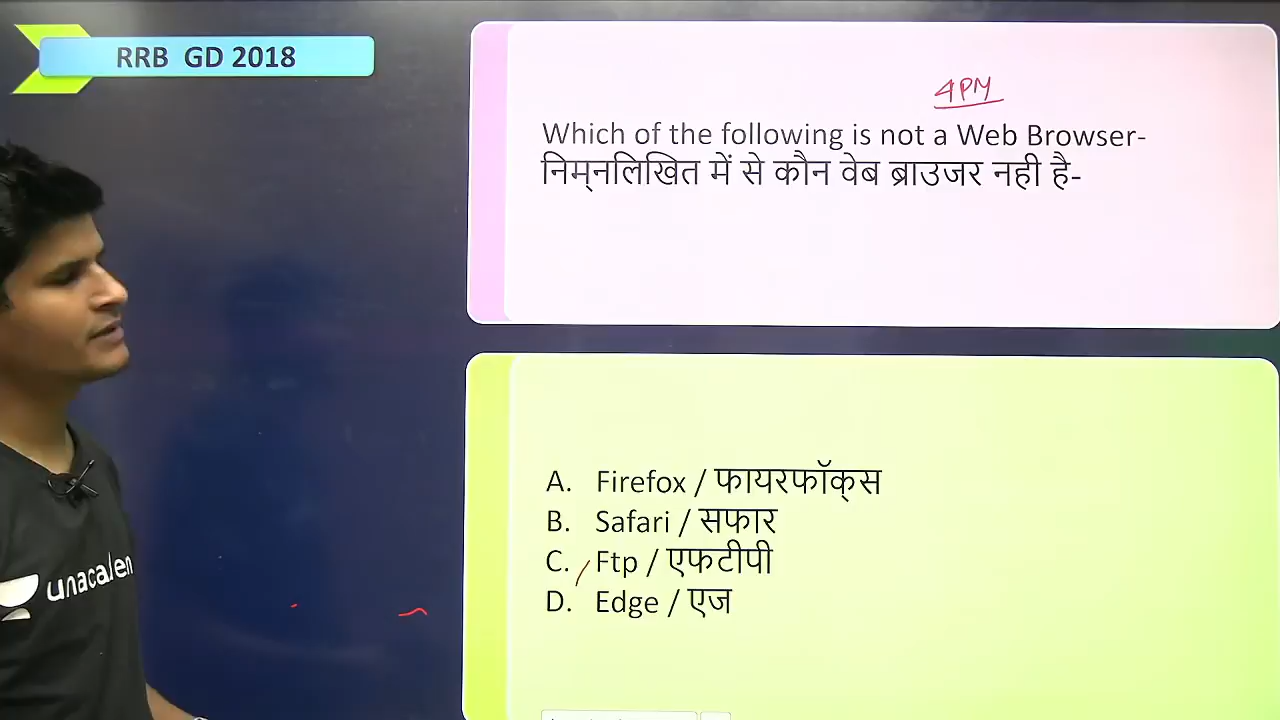 RRB GD 2018
4PM
Which of the following is not a Web Browser-
निम्नलिखित में से कौन वेब ब्राउजर नही है-
A. Firefox / फायरफॉक्स
B. Safari / सफार
C. Ftp / एफटीपी
D. Edge / एज
unacaden